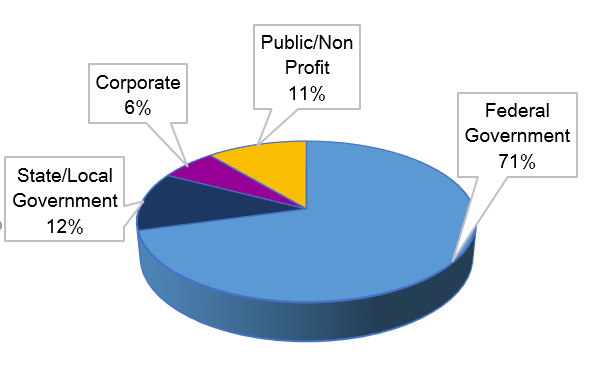 Public/Non
Profit
11%
Corporate
6%
Federal
Government
71%
State/Local
Government
12%